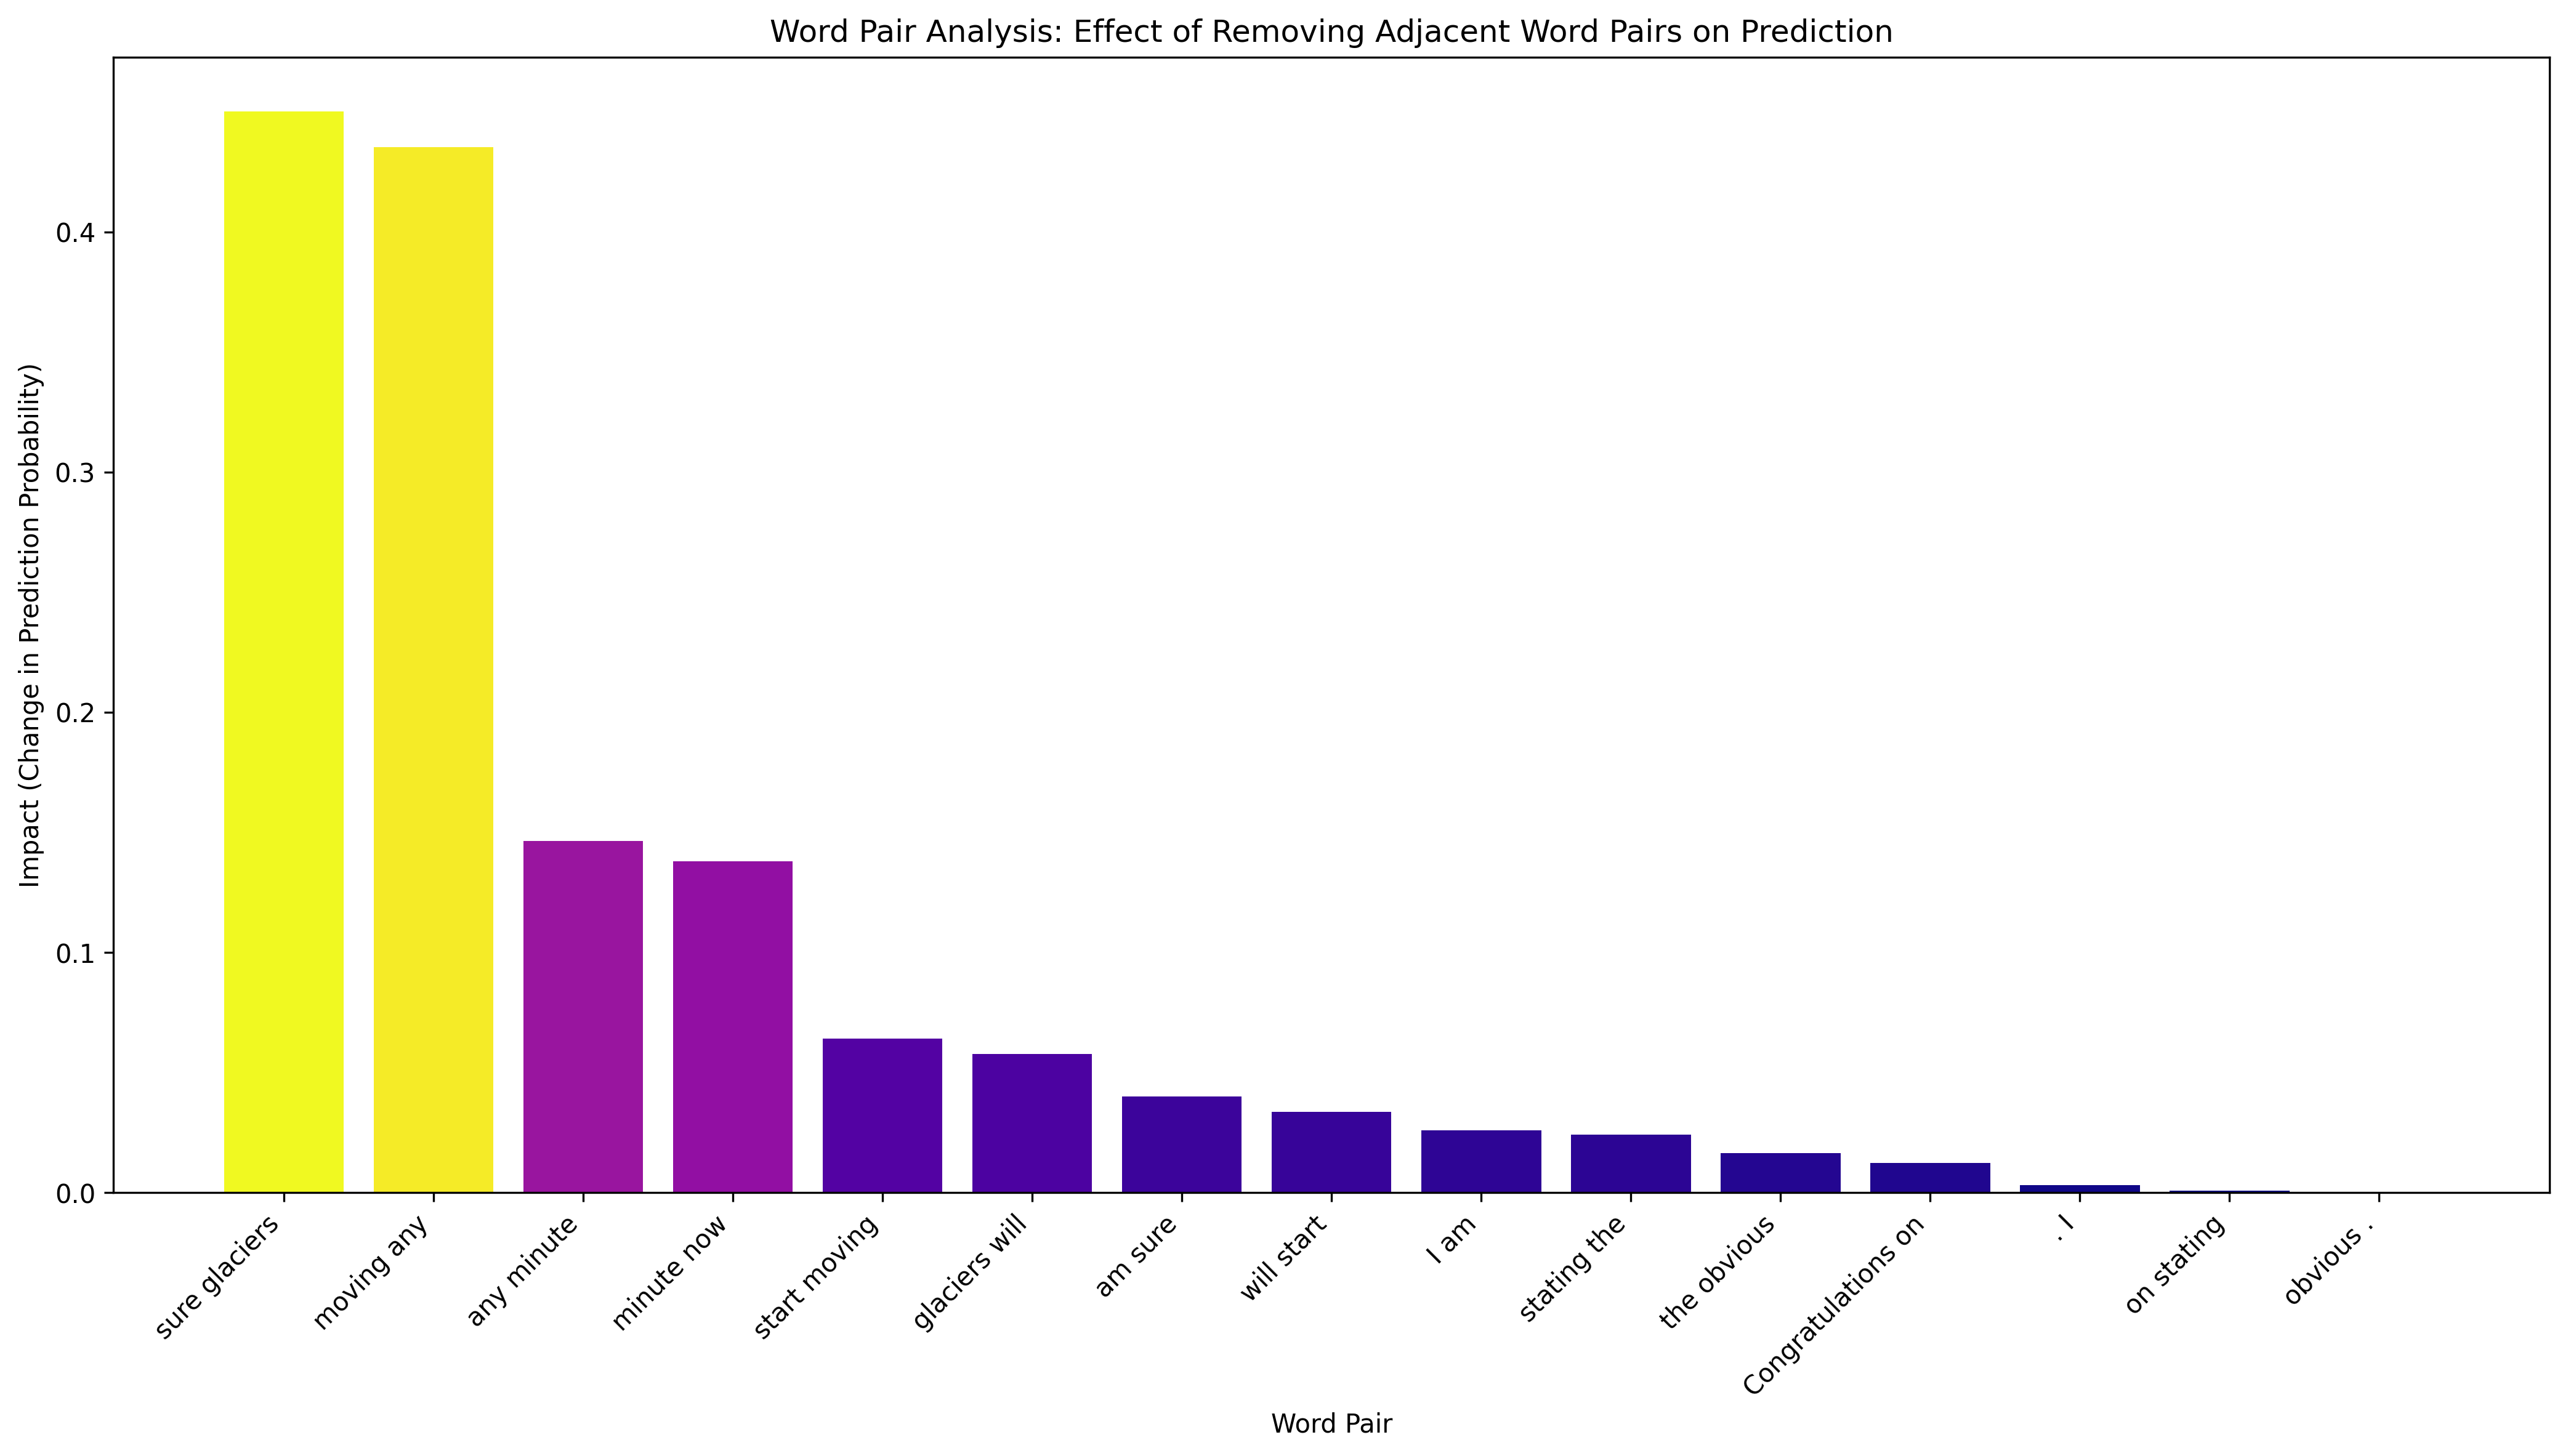 Word Pair Analysis: Effect of Removing Adjacent Word Pairs on Prediction
Impact (Change in Prediction Probability)
0.4
0.3
0.2
0.1
0.0
sure glaciers
moving any
any minute
minute now
start moving
glaciers will
am sure
will start
I am
stating the
the obvious
Congratulations on
. I
on stating
obvious .
Word Pair